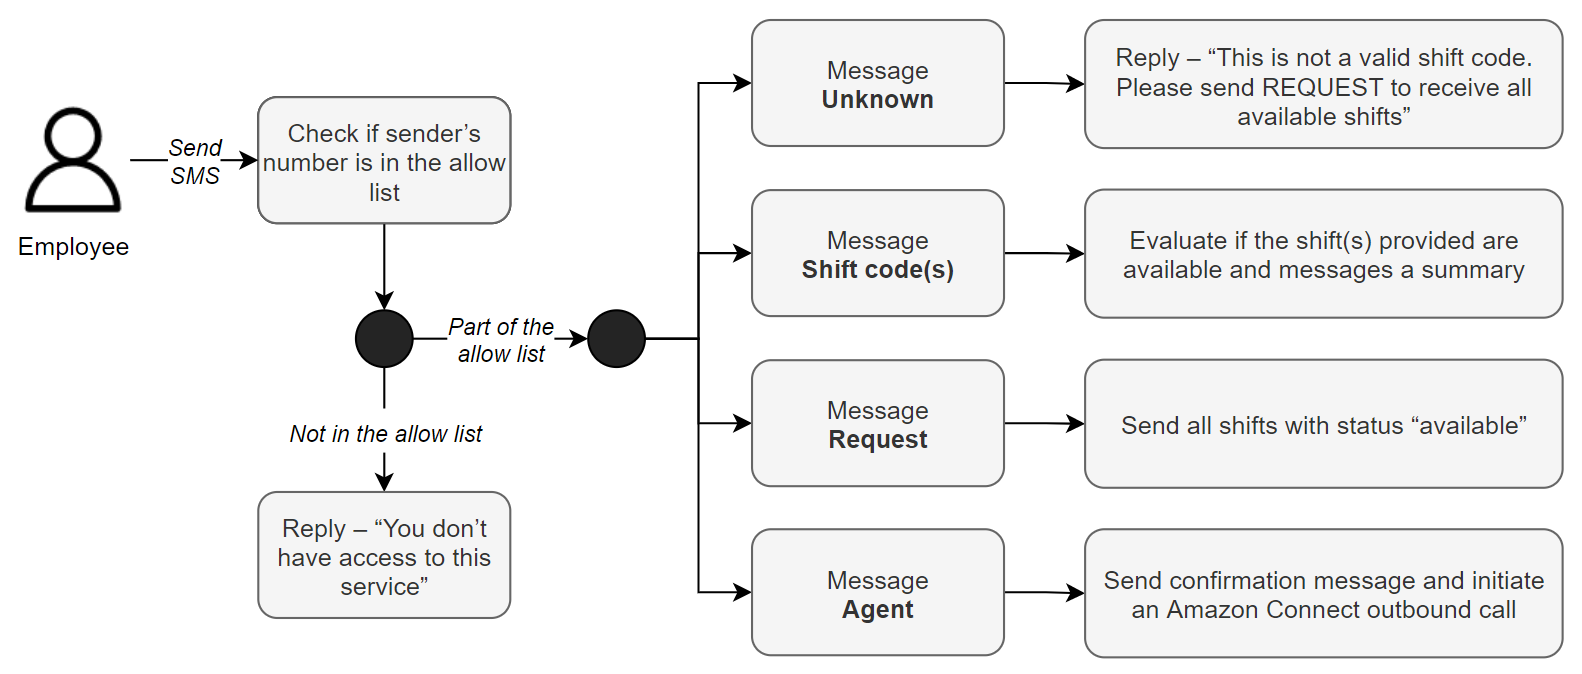 Employee
Send
SMS
Check if sender’s
number is in the allow
list
Part of the
allow list
Not in the allow list
Reply – “You don’t
have access to this
service”
Message
Unknown
Reply – “This is not a valid shift code.
Please send REQUEST to receive all
available shifts”
Message
Shift code(s)
Evaluate if the shift(s) provided are
available and messages a summary
Message
Request
Send all shifts with status “available”
Message
Agent
Send confirmation message and initiate
an Amazon Connect outbound call